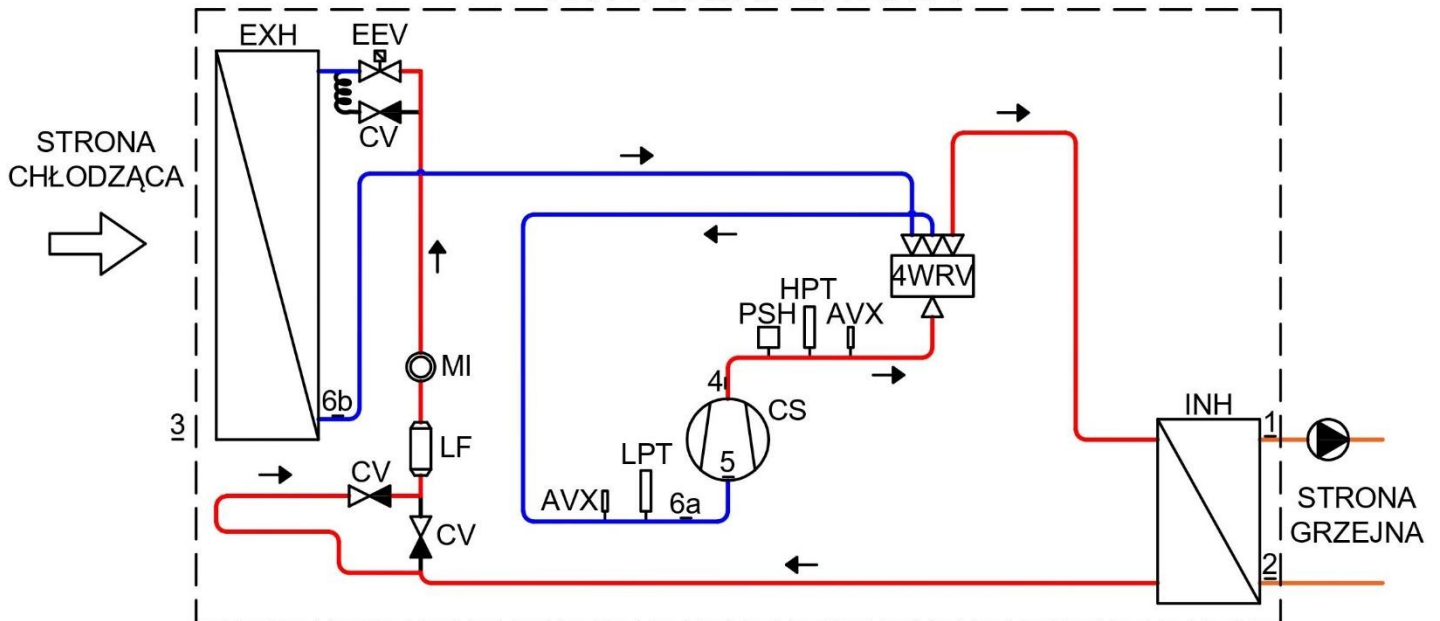 EXH
EEV
CV
STRONA
CHŁODZĄCA
4WRV
HPT
PSH
AVX
MI
4
CS
INH
6b
3
1
LF
LPT
5
CV
AVX
6a
STRONA
GRZEJNA
CV
2